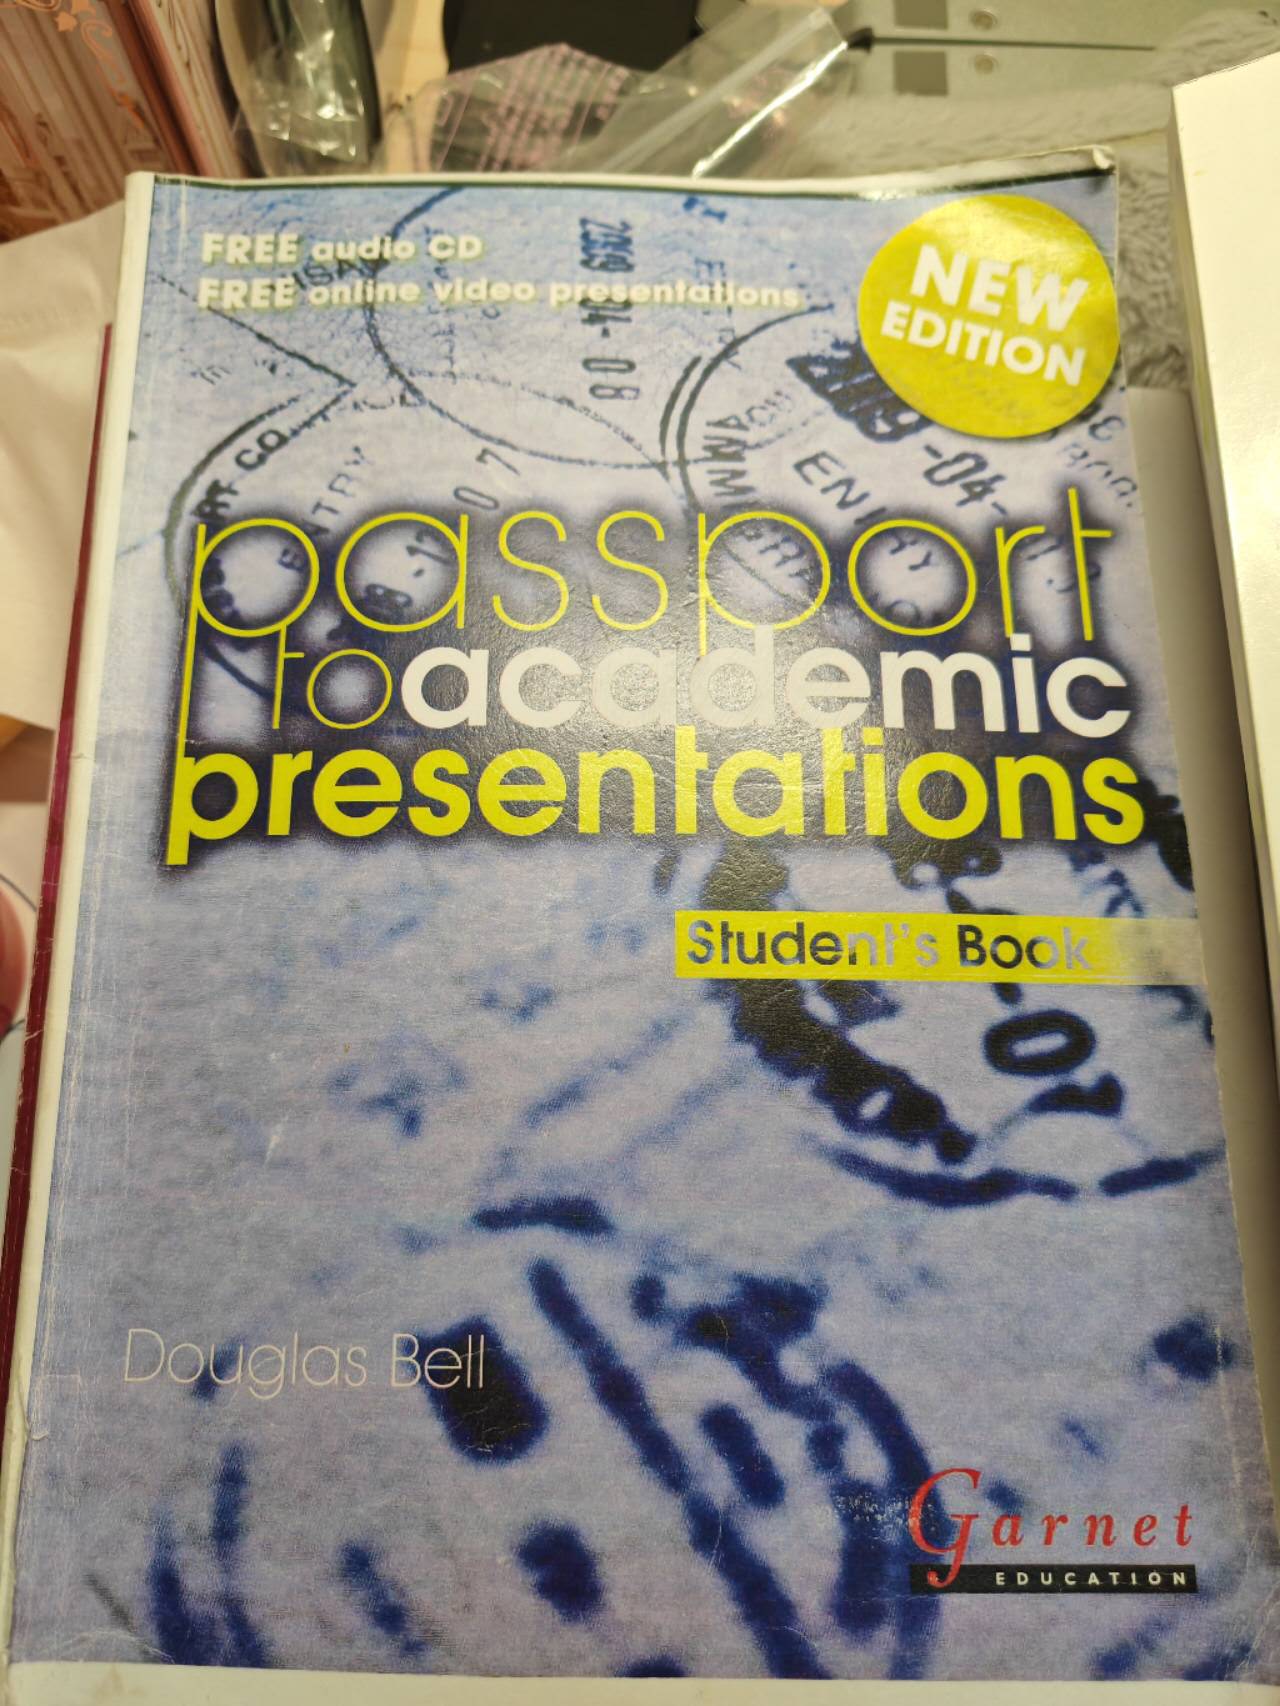 FREE audio CD
FREE online video presentations
NEW
EDITION
passport
to academic
presentations
Student's Book
Douglas Bell
Garnet
EDUCATION